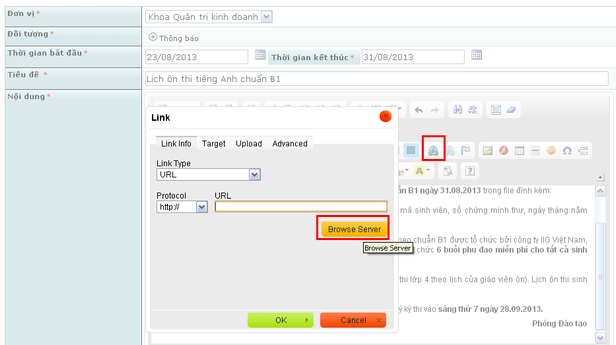 Đơn vị *
Khoa Quản trị kinh doanh
Đối tượng *
Thông báo
Thời gian bắt đầu *
23/08/2013
Thời gian kết thúc *
31/08/2013
Tiêu đề *
Lịch ôn thi tiếng Anh chuẩn B1
Nội dung *
Link
Link Info Target Upload Advanced
Link Type
URL
Protocol URL
http://
Browse Server
Browse Server
OK
Cancel
B1 ngày 31.08.2013 trong file đính kèm:
mã sinh viên, số chứng minh thư, ngày tháng năm
theo chuẩn B1 được tổ chức bởi công ty IIG Việt Nam,
chức 6 buổi phụ đạo miễn phí cho tất cả sinh
thi lớp 4 theo lịch của giáo viên ôn). Lịch ôn thi sinh
ký thi vào sáng thứ 7 ngày 28.09.2013.
Phòng Đào tạo